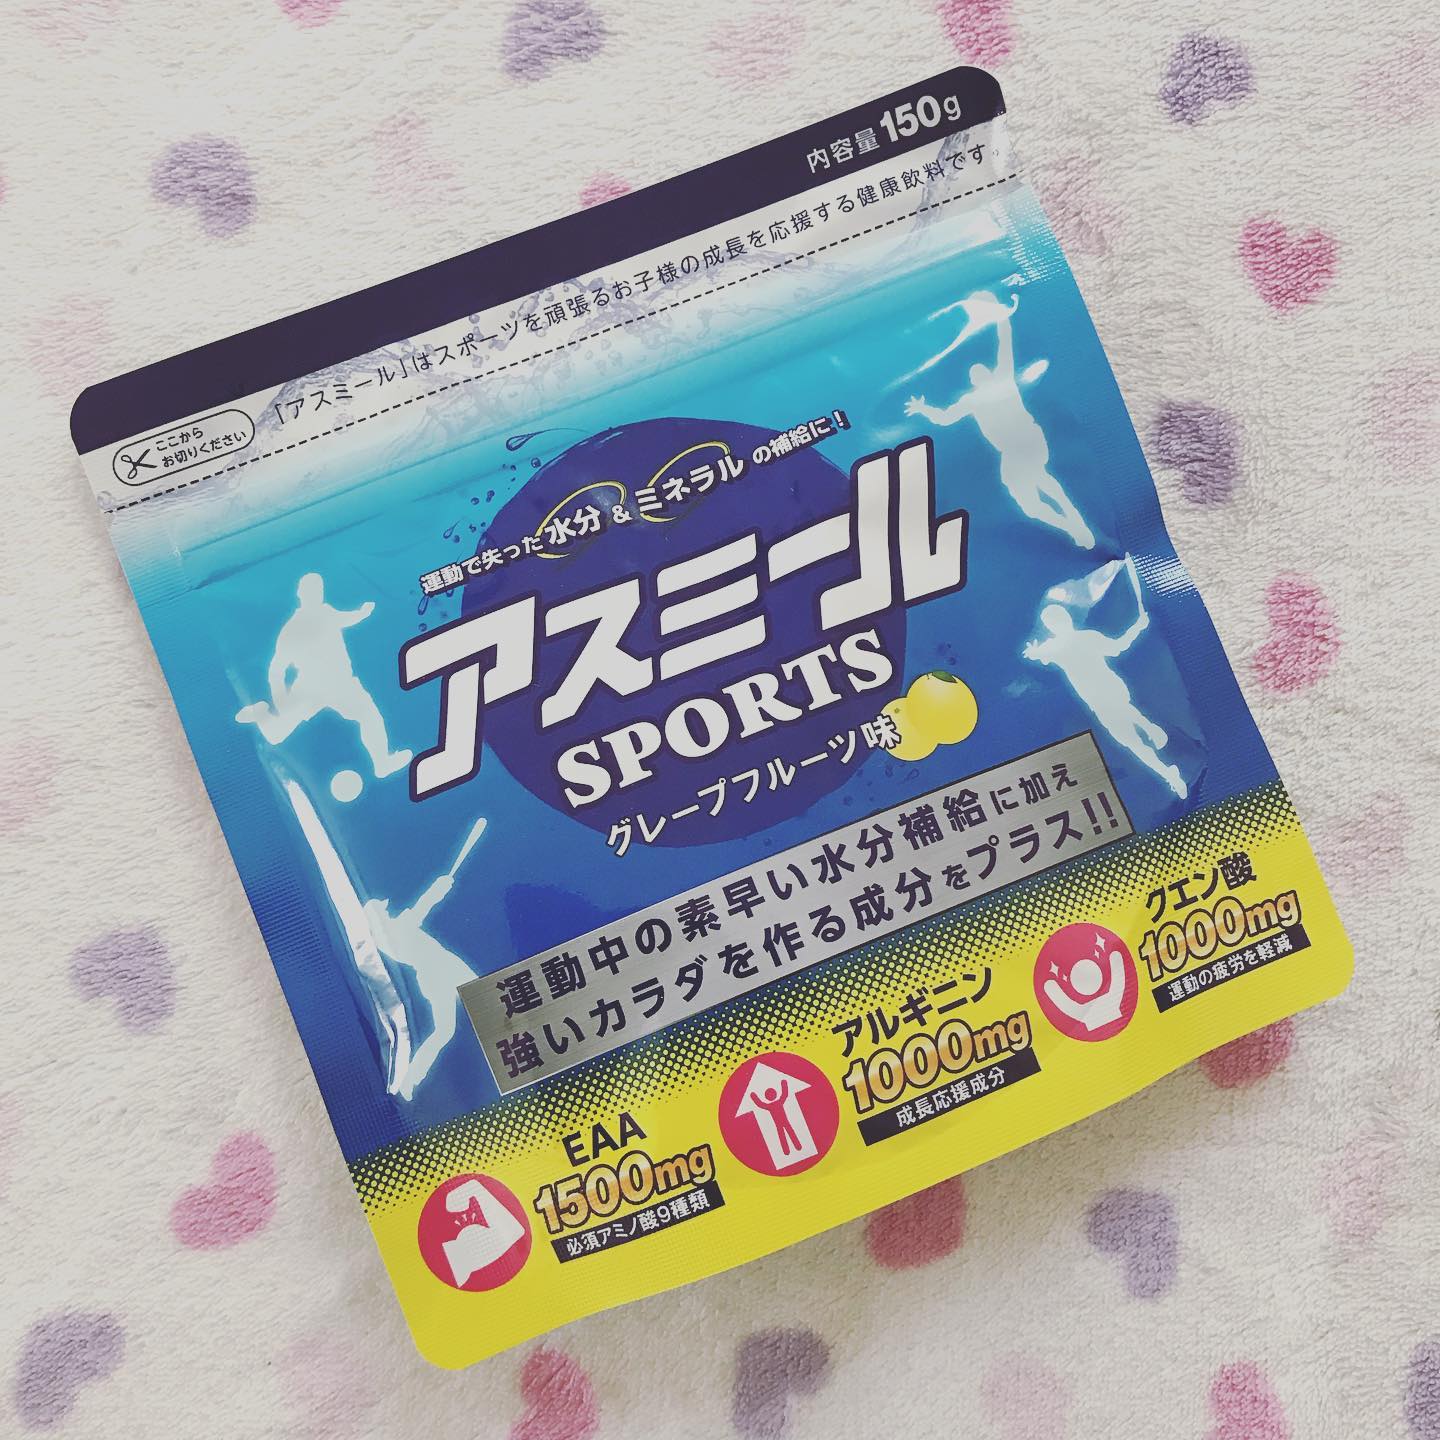 内容量150g
「アスミール」はスポーツを頑張るお子様の成長を応援する健康飲料です。
ここから
お切りください
運動で失った水分&ミネラルの補給に!
アスミール
SPORTS
グレープフルーツ味
運動中の素早い水分補給に加え
強いカラダを作る成分をプラス!!
EAA
1500mg
必須アミノ酸9種類
アルギニン
1000mg
成長応援成分
クエン酸
1000mg
運動の疲労を軽減